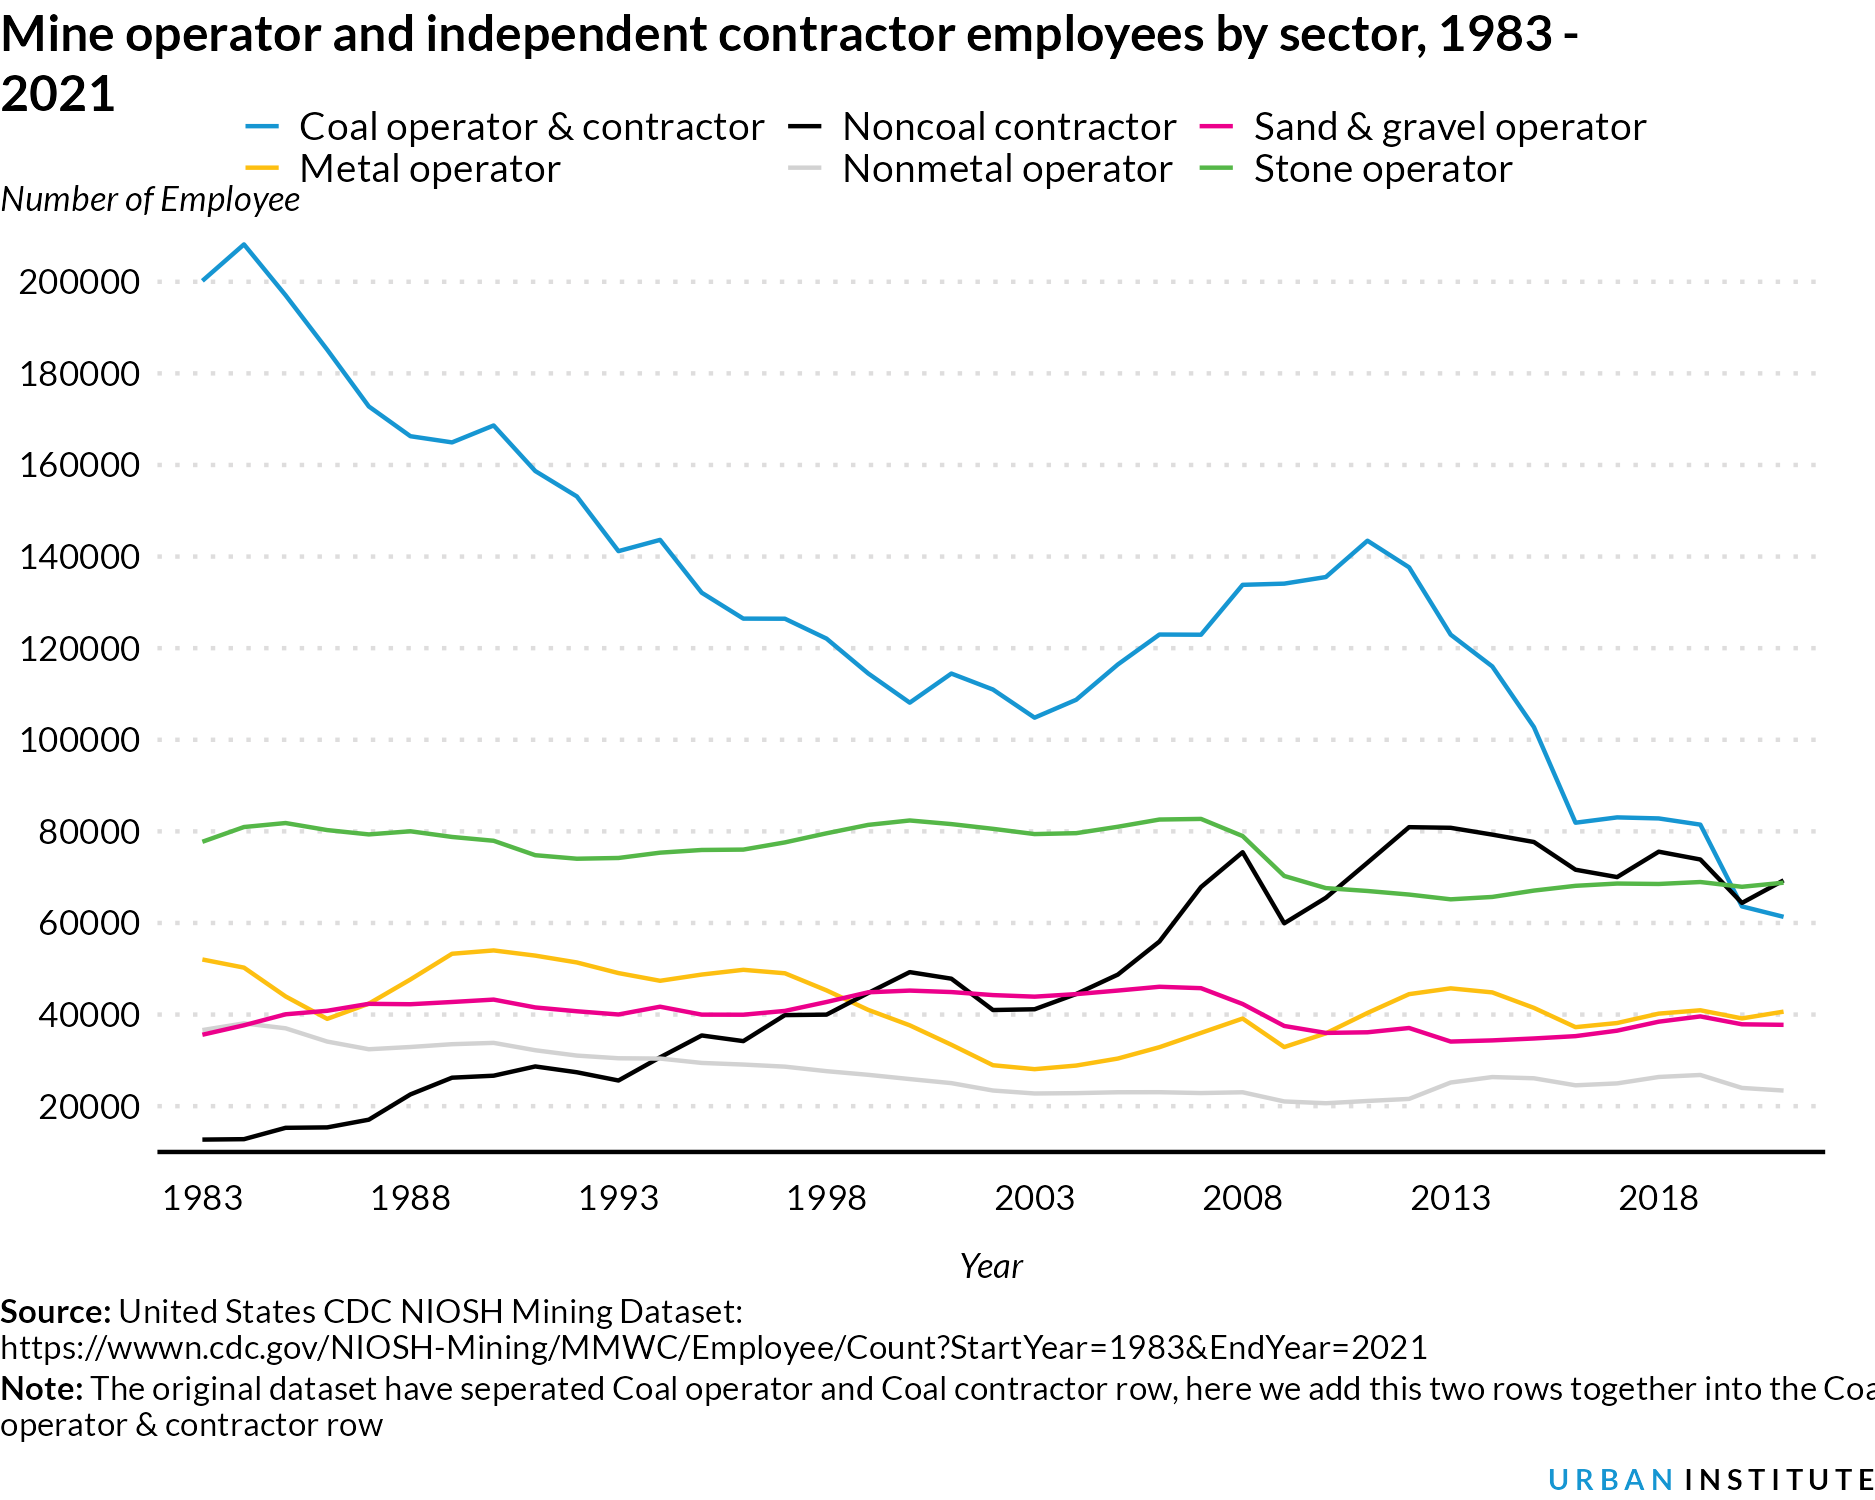 Mine operator and independent contractor employees by sector, 1983 -
2021
Coal operator & contractor
Noncoal contractor
Sand & gravel operator
Metal operator
Nonmetal operator
Stone operator
Number of Employee
200000
180000
160000
140000
120000
100000
80000
60000
40000
20000
1983
1988
1993
1998
2003
2008
2013
2018
Year
Source: United States CDC NIOSH Mining Dataset:
https://wwwn.cdc.gov/NIOSH-Mining/MMWC/Employee/Count?StartYear=1983&EndYear=2021
Note: The original dataset have seperated Coal operator and Coal contractor row, here we add this two rows together into the Coa
operator & contractor row
URBAN INSTITUTE